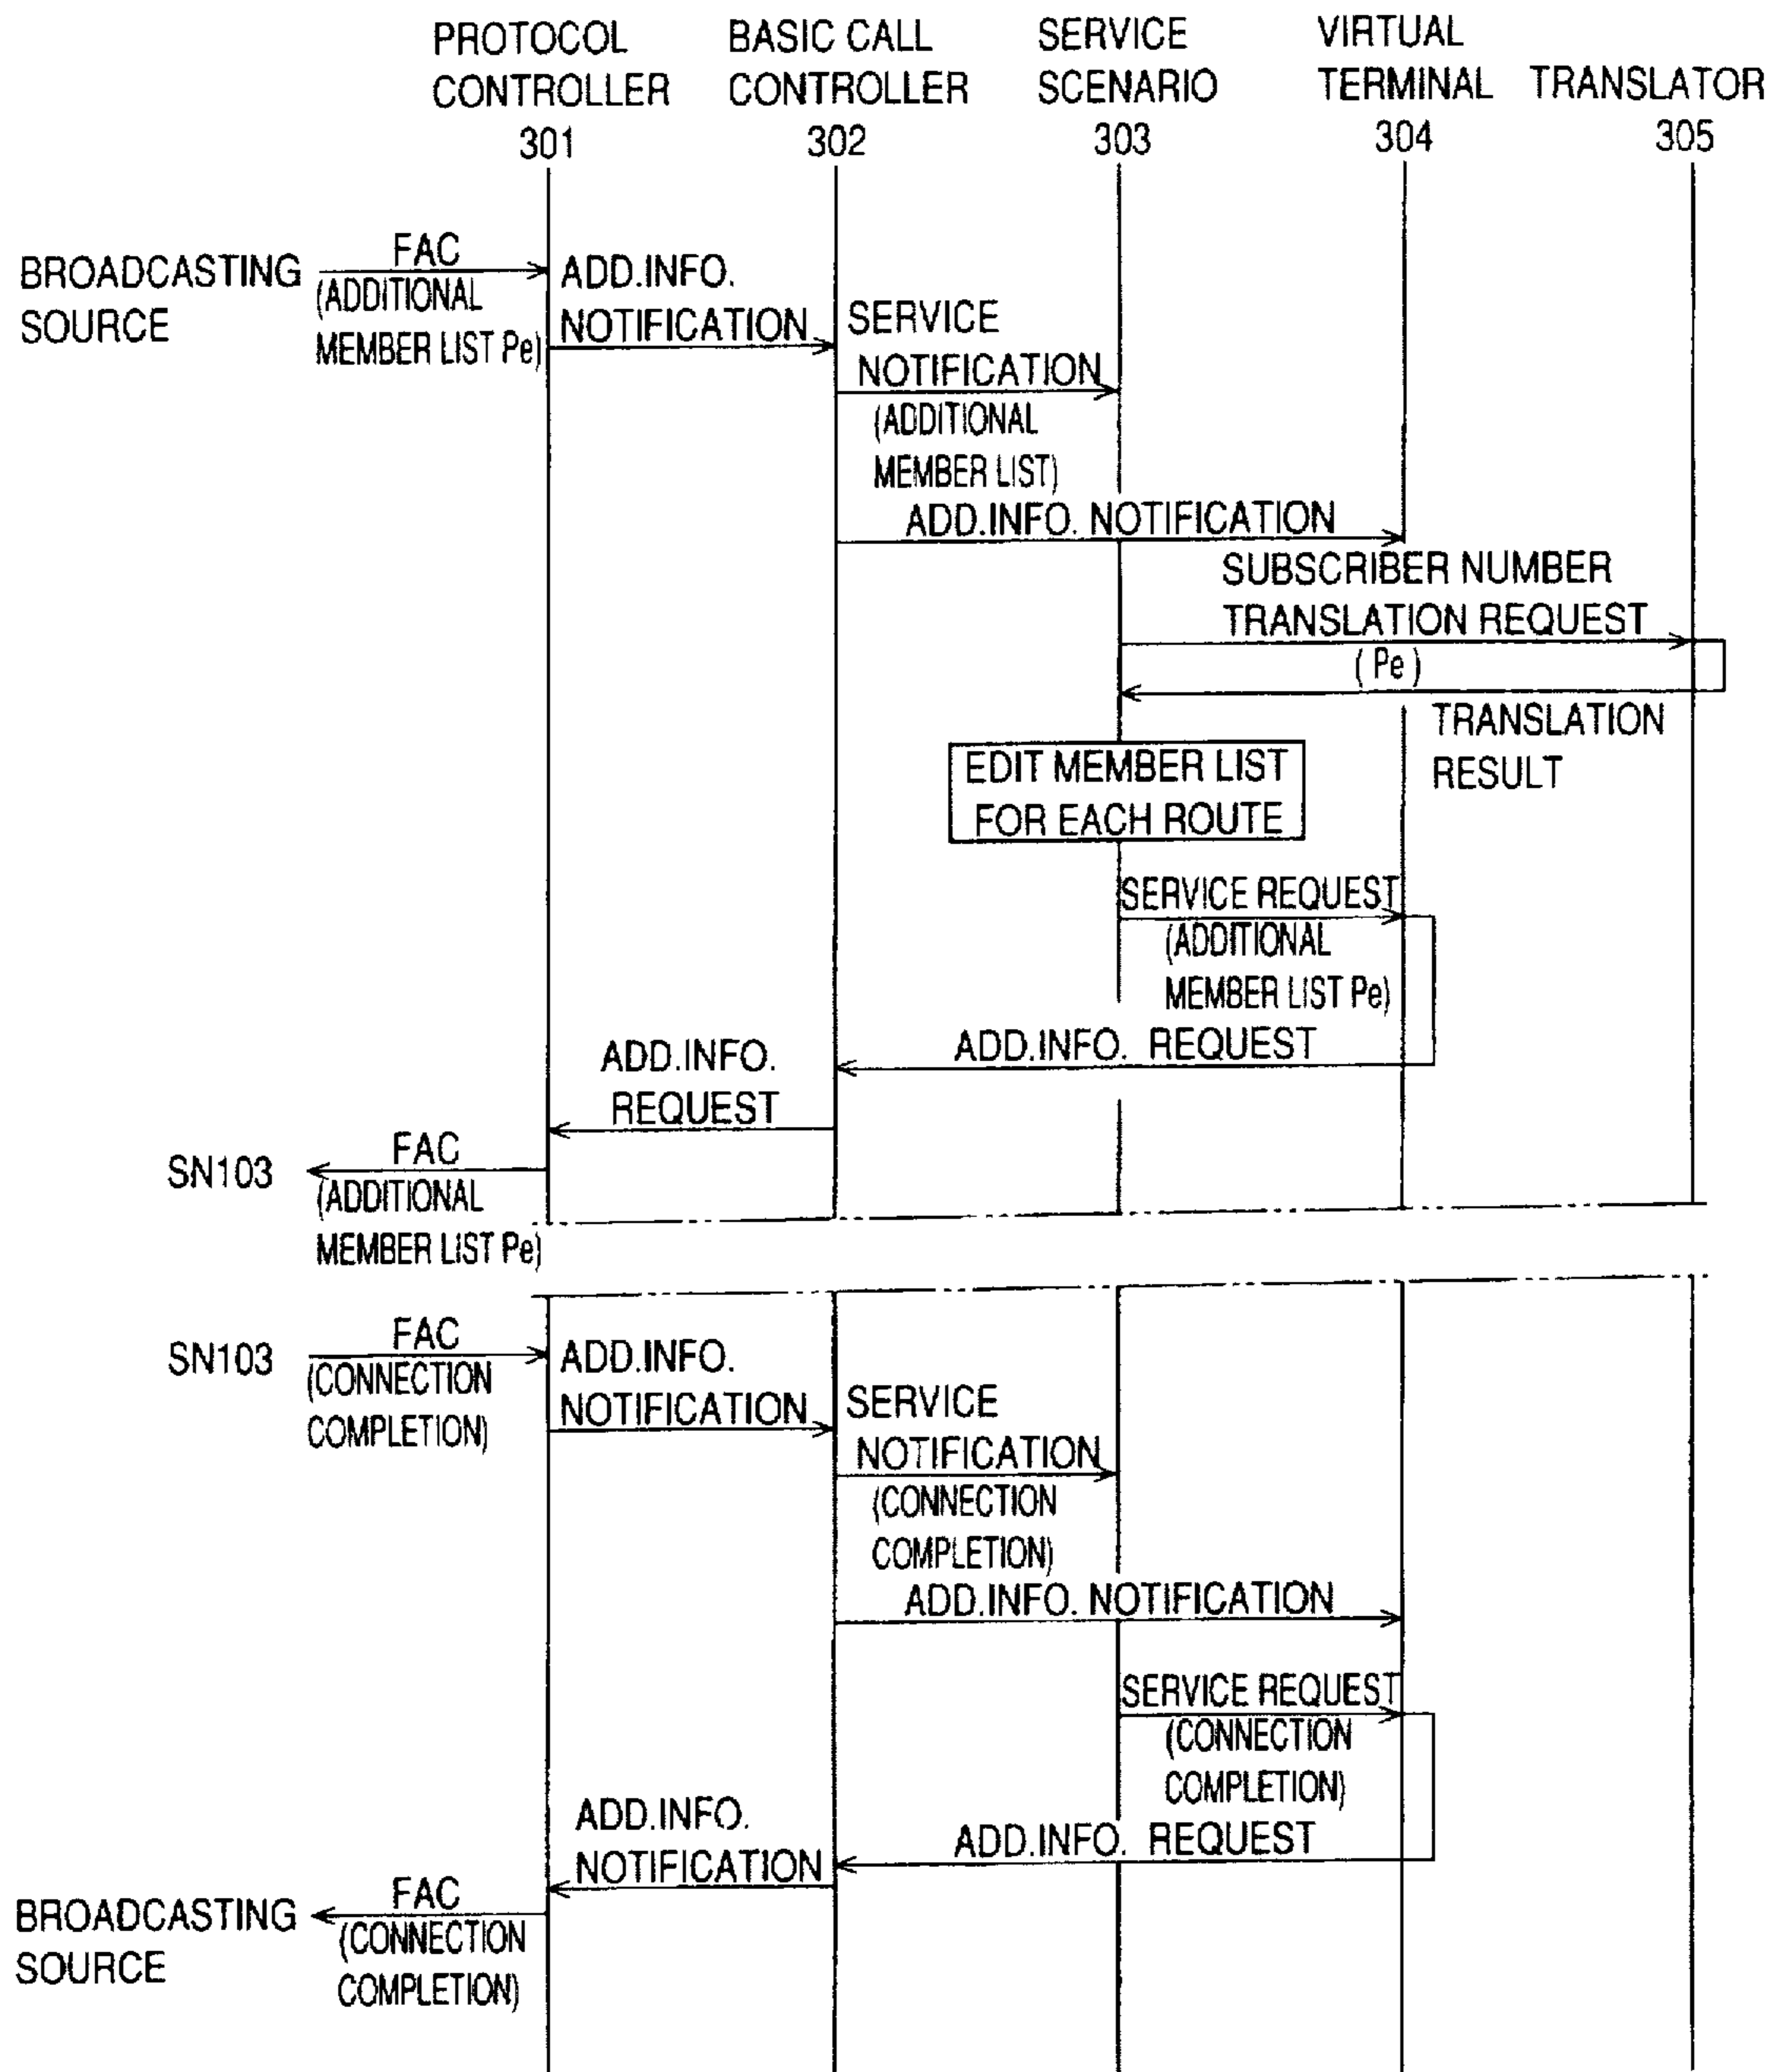 PROTOCOL
CONTROLLER
301
BASIC CALL
CONTROLLER
302
SERVICE
SCENARIO
303
VIRTUAL
TERMINAL
304
TRANSLATOR
305
BROADCASTING
SOURCE
FAC
(ADDITIONAL
MEMBER LIST Pe)
ADD.INFO.
NOTIFICATION
SERVICE
NOTIFICATION
(ADDITIONAL
MEMBER LIST)
ADD.INFO. NOTIFICATION
SUBSCRIBER NUMBER
TRANSLATION REQUEST
( Pe )
TRANSLATION
RESULT
EDIT MEMBER LIST
FOR EACH ROUTE
SERVICE REQUEST
(ADDITIONAL
MEMBER LIST Pe)
ADD.INFO. REQUEST
ADD.INFO.
REQUEST
SN103
FAC
(ADDITIONAL
MEMBER LIST Pe)
SN103
FAC
(CONNECTION
COMPLETION)
ADD.INFO.
NOTIFICATION
SERVICE
NOTIFICATION
(CONNECTION
COMPLETION)
ADD.INFO. NOTIFICATION
SERVICE REQUEST
(CONNECTION
COMPLETION)
ADD.INFO. REQUEST
ADD.INFO.
NOTIFICATION
BROADCASTING
SOURCE
FAC
(CONNECTION
COMPLETION)